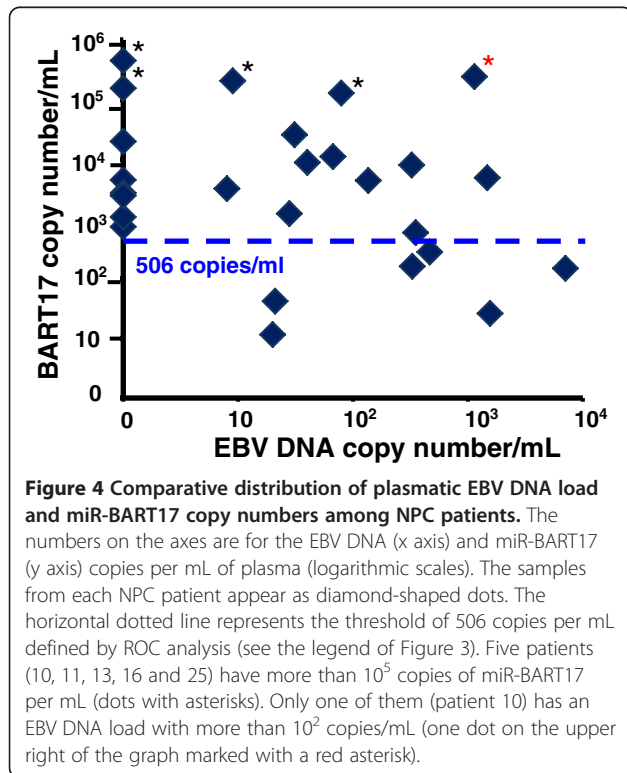 10⁶
*
*
*
*
*
10⁵
10⁴
10³
506 copies/ml
10²
10
0
BART17 copy number/mL
0 10 10² 10³ 10⁴
EBV DNA copy number/mL
Figure 4 Comparative distribution of plasmatic EBV DNA load
and miR-BART17 copy numbers among NPC patients. The
numbers on the axes are for the EBV DNA (x axis) and miR-BART17
(y axis) copies per mL of plasma (logarithmic scales). The samples
from each NPC patient appear as diamond-shaped dots. The
horizontal dotted line represents the threshold of 506 copies per mL
defined by ROC analysis (see the legend of Figure 3). Five patients
(10, 11, 13, 16 and 25) have more than 10⁵ copies of miR-BART17
per mL (dots with asterisks). Only one of them (patient 10) has an
EBV DNA load with more than 10² copies/mL (one dot on the upper
right of the graph marked with a red asterisk).